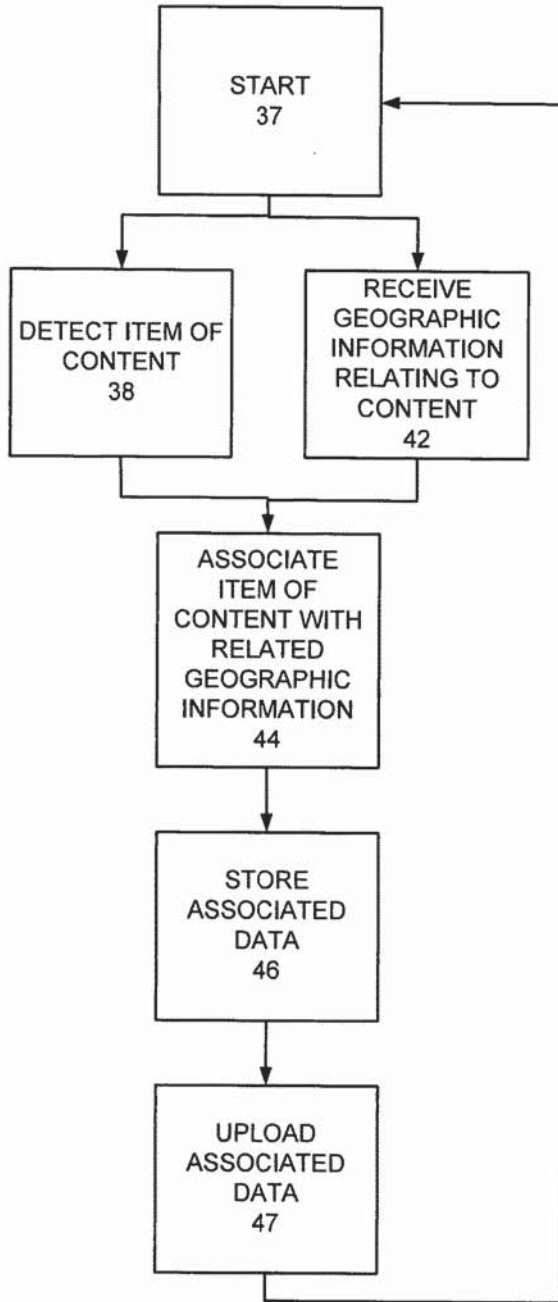 START
37
DETECT ITEM OF
CONTENT
38
RECEIVE
GEOGRAPHIC
INFORMATION
RELATING TO
CONTENT
42
ASSOCIATE
ITEM OF
CONTENT WITH
RELATED
GEOGRAPHIC
INFORMATION
44
STORE
ASSOCIATED
DATA
46
UPLOAD
ASSOCIATED
DATA
47